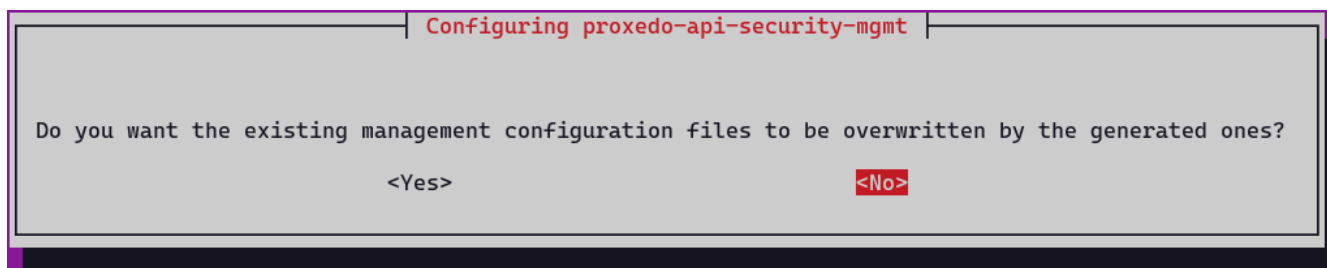 Configuring proxedo-api-security-mgmt
Do you want the existing management configuration files to be overwritten by the generated ones?
<Yes> <No>